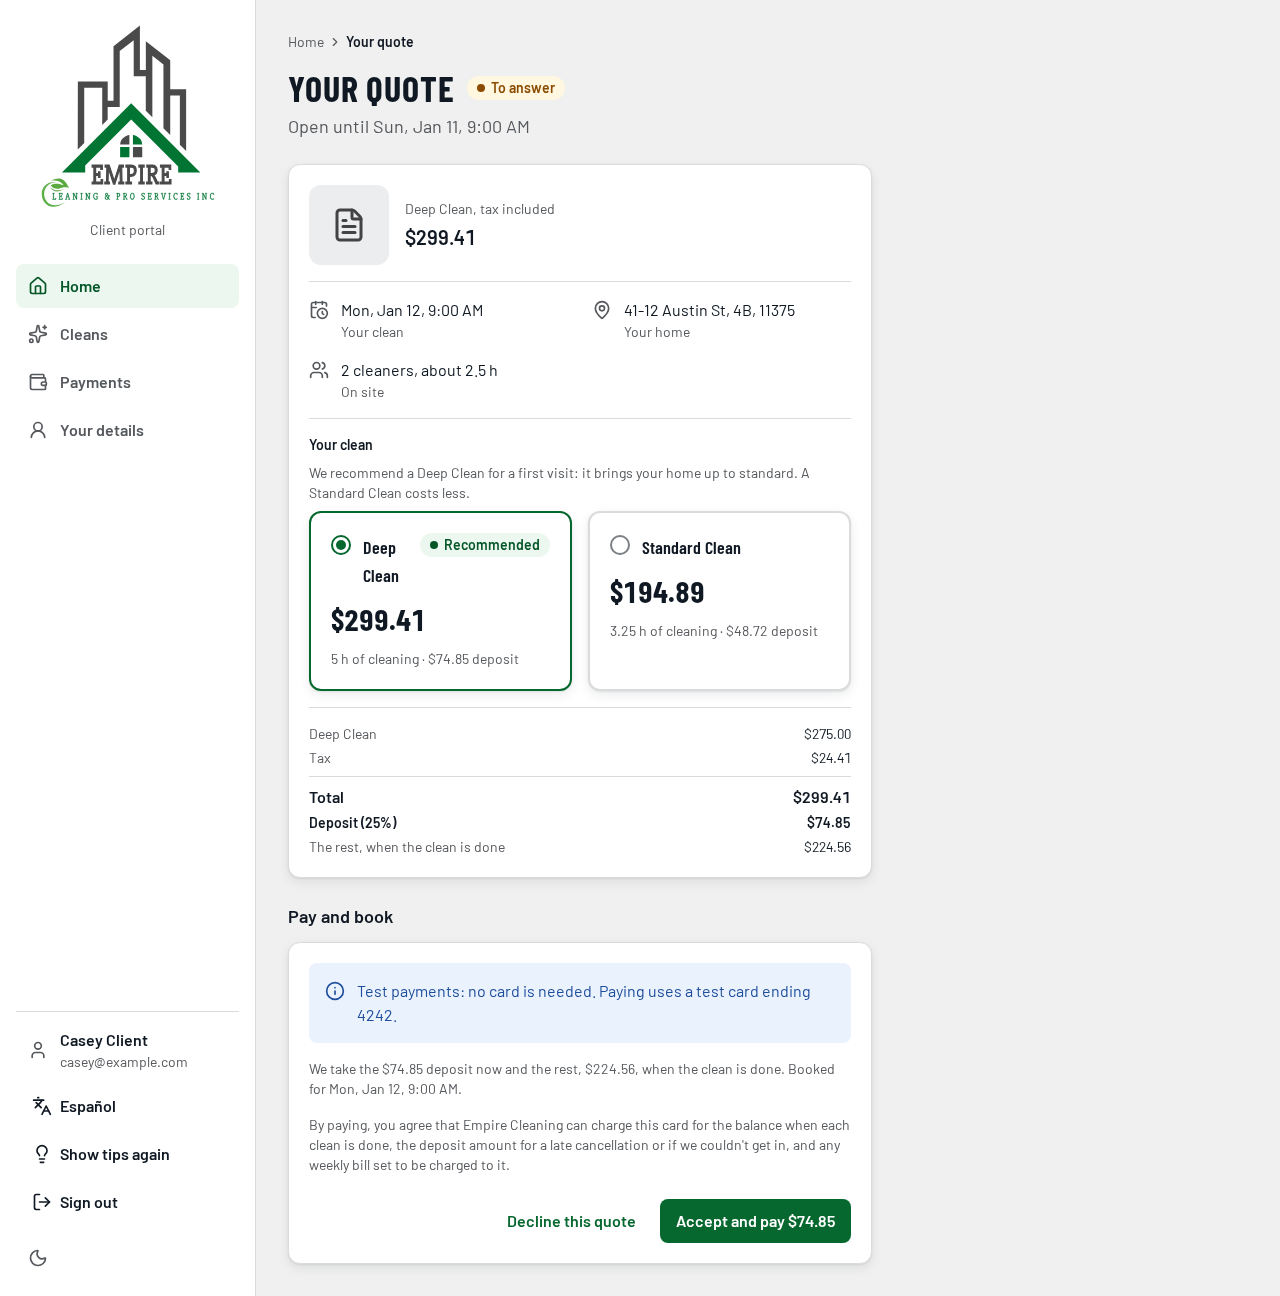 EMPIRE
CLEANING & PRO SERVICES INC
Client portal
Home
Cleans
Payments
Your details
Casey Client
casey@example.com
Español
Show tips again
Sign out
Home > Your quote
YOUR QUOTE
To answer
Open until Sun, Jan 11, 9:00 AM
Deep Clean, tax included
$299.41
Mon, Jan 12, 9:00 AM
Your clean
41-12 Austin St, 4B, 11375
Your home
2 cleaners, about 2.5 h
On site
Your clean
We recommend a Deep Clean for a first visit: it brings your home up to standard. A
Standard Clean costs less.
Deep
Clean
Recommended
$299.41
5 h of cleaning · $74.85 deposit
Standard Clean
$194.89
3.25 h of cleaning · $48.72 deposit
Deep Clean $275.00
Tax $24.41
Total $299.41
Deposit (25%) $74.85
The rest, when the clean is done $224.56
Pay and book
Test payments: no card is needed. Paying uses a test card ending
4242.
We take the $74.85 deposit now and the rest, $224.56, when the clean is done. Booked
for Mon, Jan 12, 9:00 AM.
By paying, you agree that Empire Cleaning can charge this card for the balance when each
clean is done, the deposit amount for a late cancellation or if we couldn't get in, and any
weekly bill set to be charged to it.
Decline this quote
Accept and pay $74.85